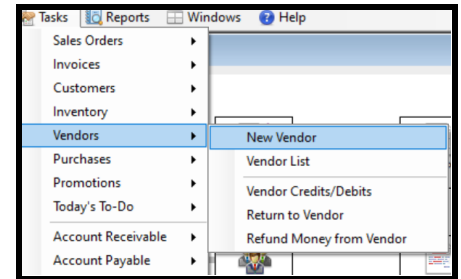 Tasks Reports Windows Help
Sales Orders
Invoices
Customers
Inventory
Vendors
Purchases
Promotions
Today's To-Do
Account Receivable
Account Payable
New Vendor
Vendor List
Vendor Credits/Debits
Return to Vendor
Refund Money from Vendor